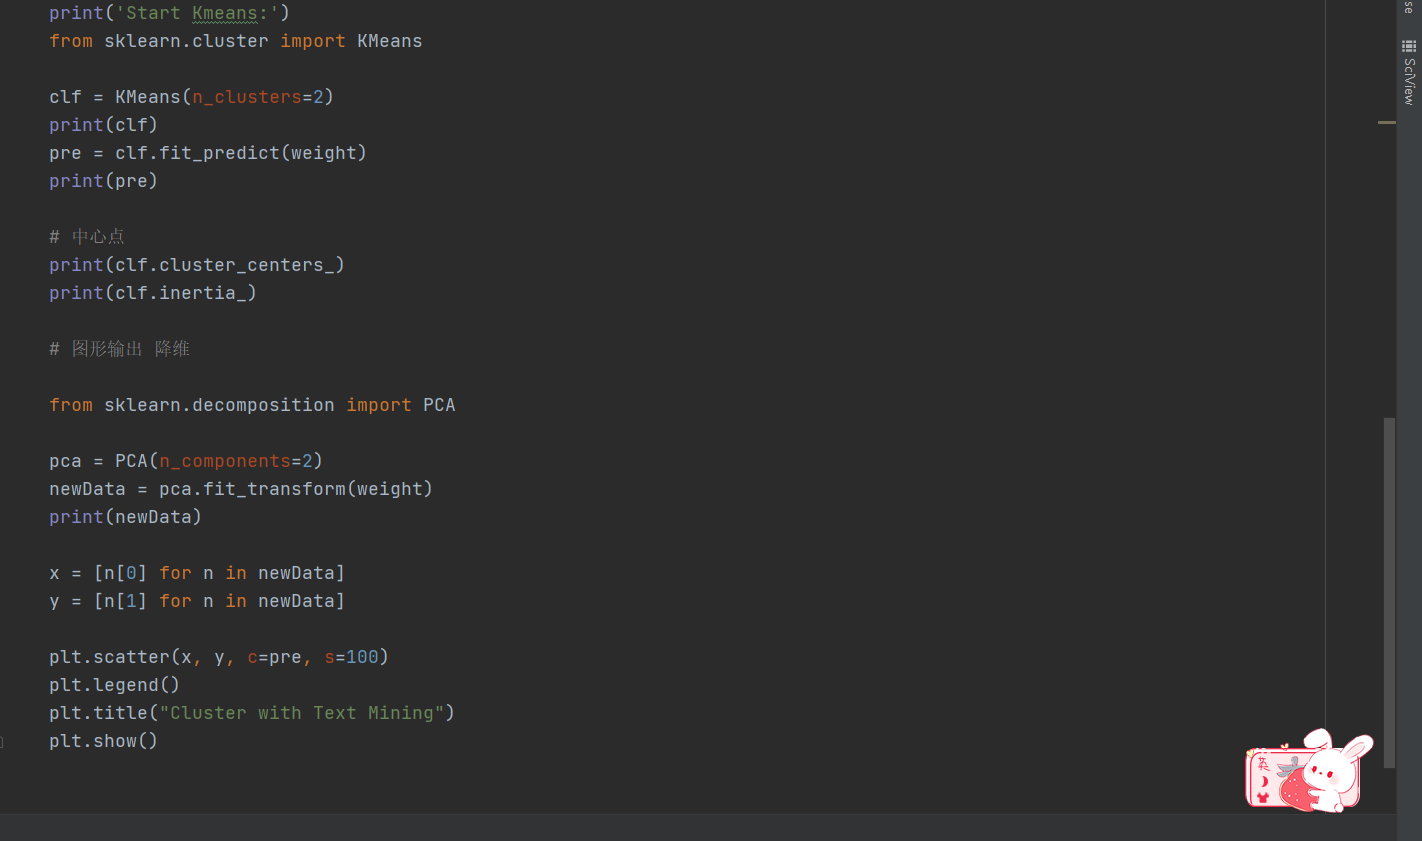 print('Start Kmeans:')
from sklearn.cluster import KMeans
clf = KMeans(n_clusters=2)
print(clf)
pre = clf.fit_predict(weight)
print(pre)
# 中心点
print(clf.cluster_centers_)
print(clf.inertia_)
# 图形输出 降维
from sklearn.decomposition import PCA
pca = PCA(n_components=2)
newData = pca.fit_transform(weight)
print(newData)
x = [n[0] for n in newData]
y = [n[1] for n in newData]
plt.scatter(x, y, c=pre, s=100)
plt.legend()
plt.title("Cluster with Text Mining")
plt.show()
se
SciView
英